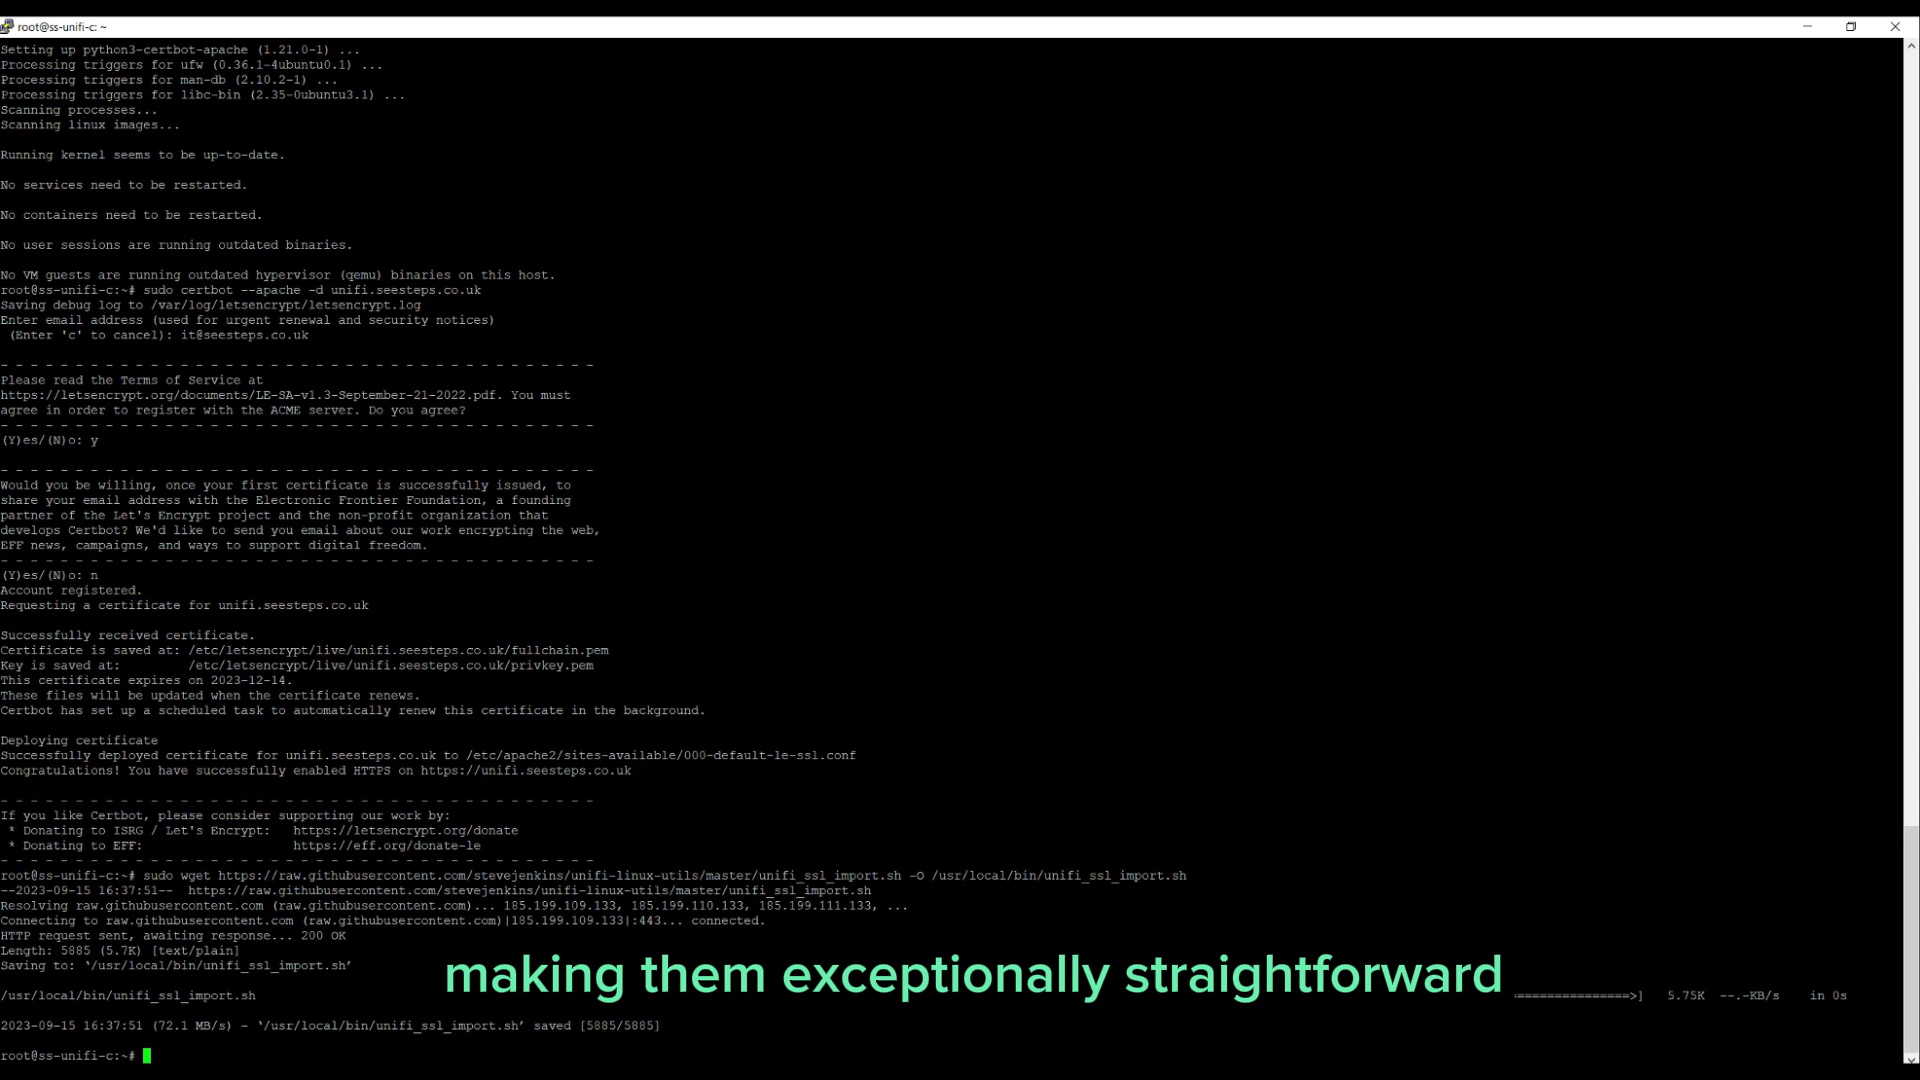 root@ss-unifi-c: ~
Setting up python3-certbot-apache (1.21.0-1) ...
Processing triggers for ufw (0.36.1-4ubuntu0.1) ...
Processing triggers for man-db (2.10.2-1) ...
Processing triggers for libc-bin (2.35-0ubuntu3.1) ...
Scanning processes...
Scanning linux images...
Running kernel seems to be up-to-date.
No services need to be restarted.
No containers need to be restarted.
No user sessions are running outdated binaries.
No VM guests are running outdated hypervisor (qemu) binaries on this host.
root@ss-unifi-c:~# sudo certbot --apache -d unifi.seesteps.co.uk
Saving debug log to /var/log/letsencrypt/letsencrypt.log
Enter email address (used for urgent renewal and security notices)
(Enter 'c' to cancel): it@seesteps.co.uk
- - - - - - - - - - - - - - - - - - - - - - - - - - - - - - - - - - - - - - - -
Please read the Terms of Service at
https://letsencrypt.org/documents/LE-SA-v1.3-September-21-2022.pdf. You must
agree in order to register with the ACME server. Do you agree?
- - - - - - - - - - - - - - - - - - - - - - - - - - - - - - - - - - - - - - - -
(Y)es/(N)o: y
- - - - - - - - - - - - - - - - - - - - - - - - - - - - - - - - - - - - - - - -
Would you be willing, once your first certificate is successfully issued, to
share your email address with the Electronic Frontier Foundation, a founding
partner of the Let's Encrypt project and the non-profit organization that
develops Certbot? We'd like to send you email about our work encrypting the web,
EFF news, campaigns, and ways to support digital freedom.
- - - - - - - - - - - - - - - - - - - - - - - - - - - - - - - - - - - - - - - -
(Y)es/(N)o: n
Account registered.
Requesting a certificate for unifi.seesteps.co.uk
Successfully received certificate.
Certificate is saved at: /etc/letsencrypt/live/unifi.seesteps.co.uk/fullchain.pem
Key is saved at: /etc/letsencrypt/live/unifi.seesteps.co.uk/privkey.pem
This certificate expires on 2023-12-14.
These files will be updated when the certificate renews.
Certbot has set up a scheduled task to automatically renew this certificate in the background.
Deploying certificate
Successfully deployed certificate for unifi.seesteps.co.uk to /etc/apache2/sites-available/000-default-le-ssl.conf
Congratulations! You have successfully enabled HTTPS on https://unifi.seesteps.co.uk
- - - - - - - - - - - - - - - - - - - - - - - - - - - - - - - - - - - - - - - -
If you like Certbot, please consider supporting our work by:
* Donating to ISRG / Let's Encrypt: https://letsencrypt.org/donate
* Donating to EFF: https://eff.org/donate-le
- - - - - - - - - - - - - - - - - - - - - - - - - - - - - - - - - - - - - - - -
root@ss-unifi-c:~# sudo wget https://raw.githubusercontent.com/stevejenkins/unifi-linux-utils/master/unifi_ssl_import.sh -O /usr/local/bin/unifi_ssl_import.sh
--2023-09-15 16:37:51-- https://raw.githubusercontent.com/stevejenkins/unifi-linux-utils/master/unifi_ssl_import.sh
Resolving raw.githubusercontent.com (raw.githubusercontent.com)... 185.199.109.133, 185.199.110.133, 185.199.111.133, ...
Connecting to raw.githubusercontent.com (raw.githubusercontent.com)|185.199.109.133|:443... connected.
HTTP request sent, awaiting response... 200 OK
Length: 5885 (5.7K) [text/plain]
Saving to: ‘/usr/local/bin/unifi_ssl_import.sh’
making them exceptionally straightforward
/usr/local/bin/unifi_ssl_import.sh ===============>] 5.75K --.-KB/s in 0s
2023-09-15 16:37:51 (72.1 MB/s) - ‘/usr/local/bin/unifi_ssl_import.sh’ saved [5885/5885]
root@ss-unifi-c:~#